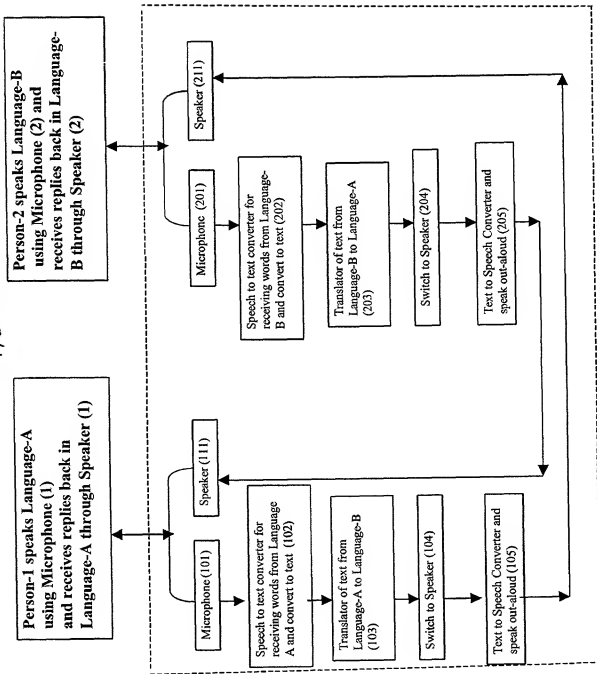 Person-1 speaks Language-A
using Microphone (1)
and receives replies back in
Language-A through Speaker (1)
Microphone (101)
Speaker (111)
Speech to text converter for
receiving words from Language
A and convert to text (102)
Translator of text from
Language-A to Language-B
(103)
Switch to Speaker (104)
Text to Speech Converter and
speak out-aloud (105)
Person-2 speaks Language-B
using Microphone (2) and
receives replies back in Language-
B through Speaker (2)
Microphone (201)
Speaker (211)
Speech to text converter for
receiving words from Language-
B and convert to text (202)
Translator of text from
Language-B to Language-A
(203)
Switch to Speaker (204)
Text to Speech Converter and
speak out-aloud (205)